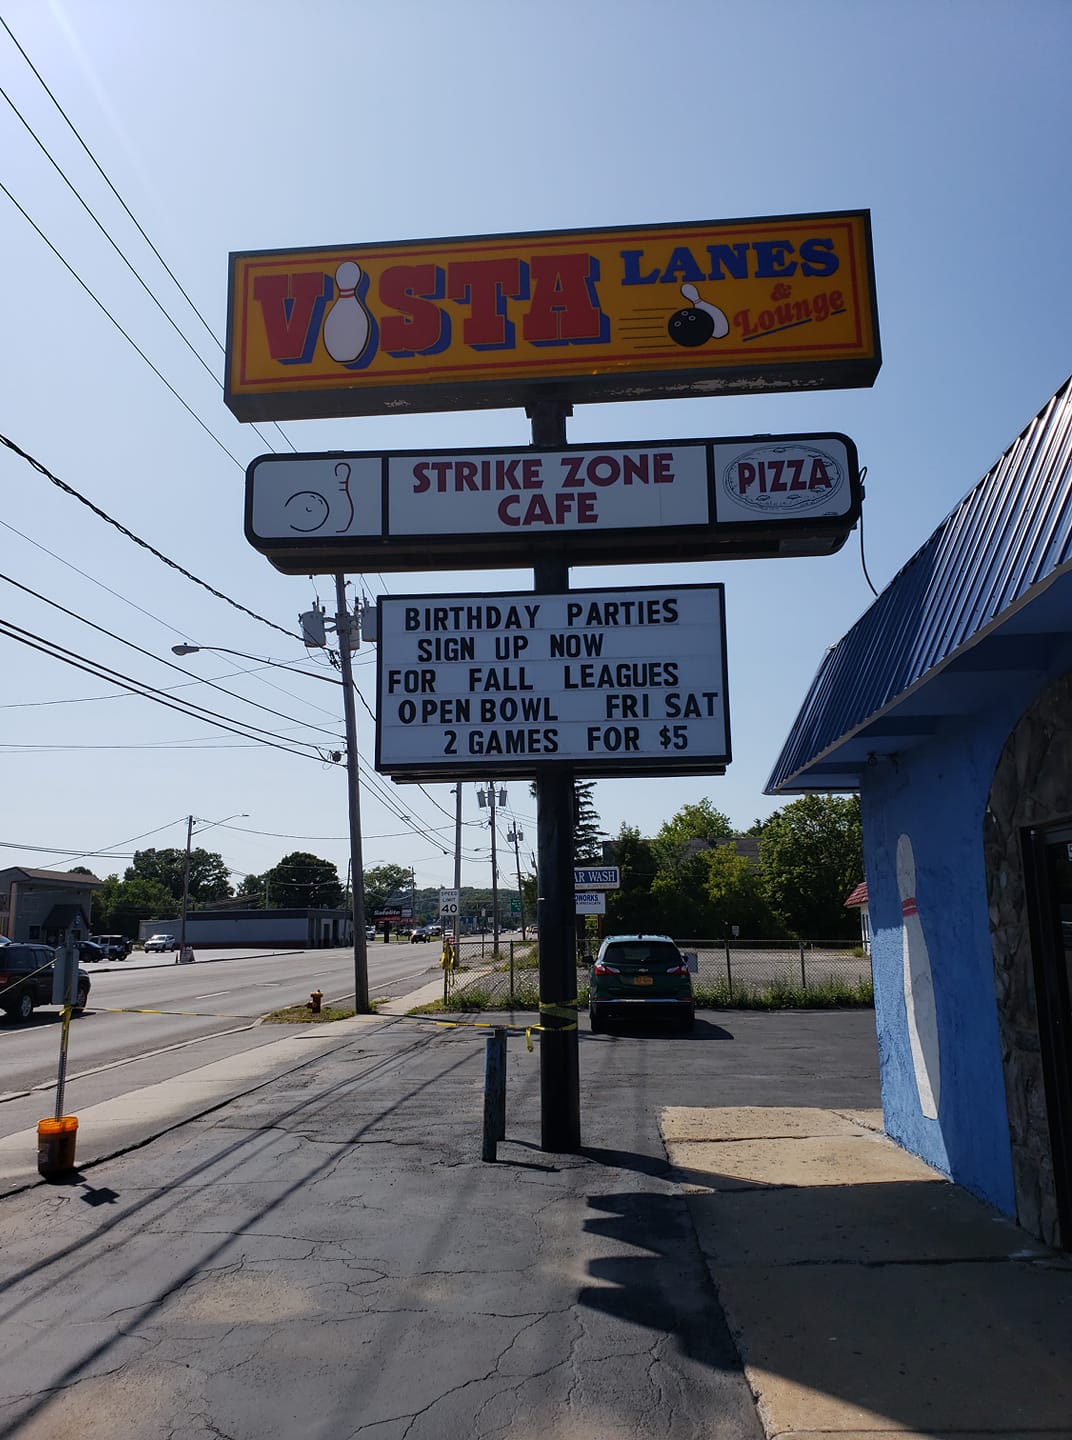 VISTA LANES
& Lounge
STRIKE ZONE
CAFE
PIZZA
BIRTHDAY PARTIES
SIGN UP NOW
FOR FALL LEAGUES
OPEN BOWL FRI SAT
2 GAMES FOR $5
SPEED
LIMIT
40
Safelite
WASH